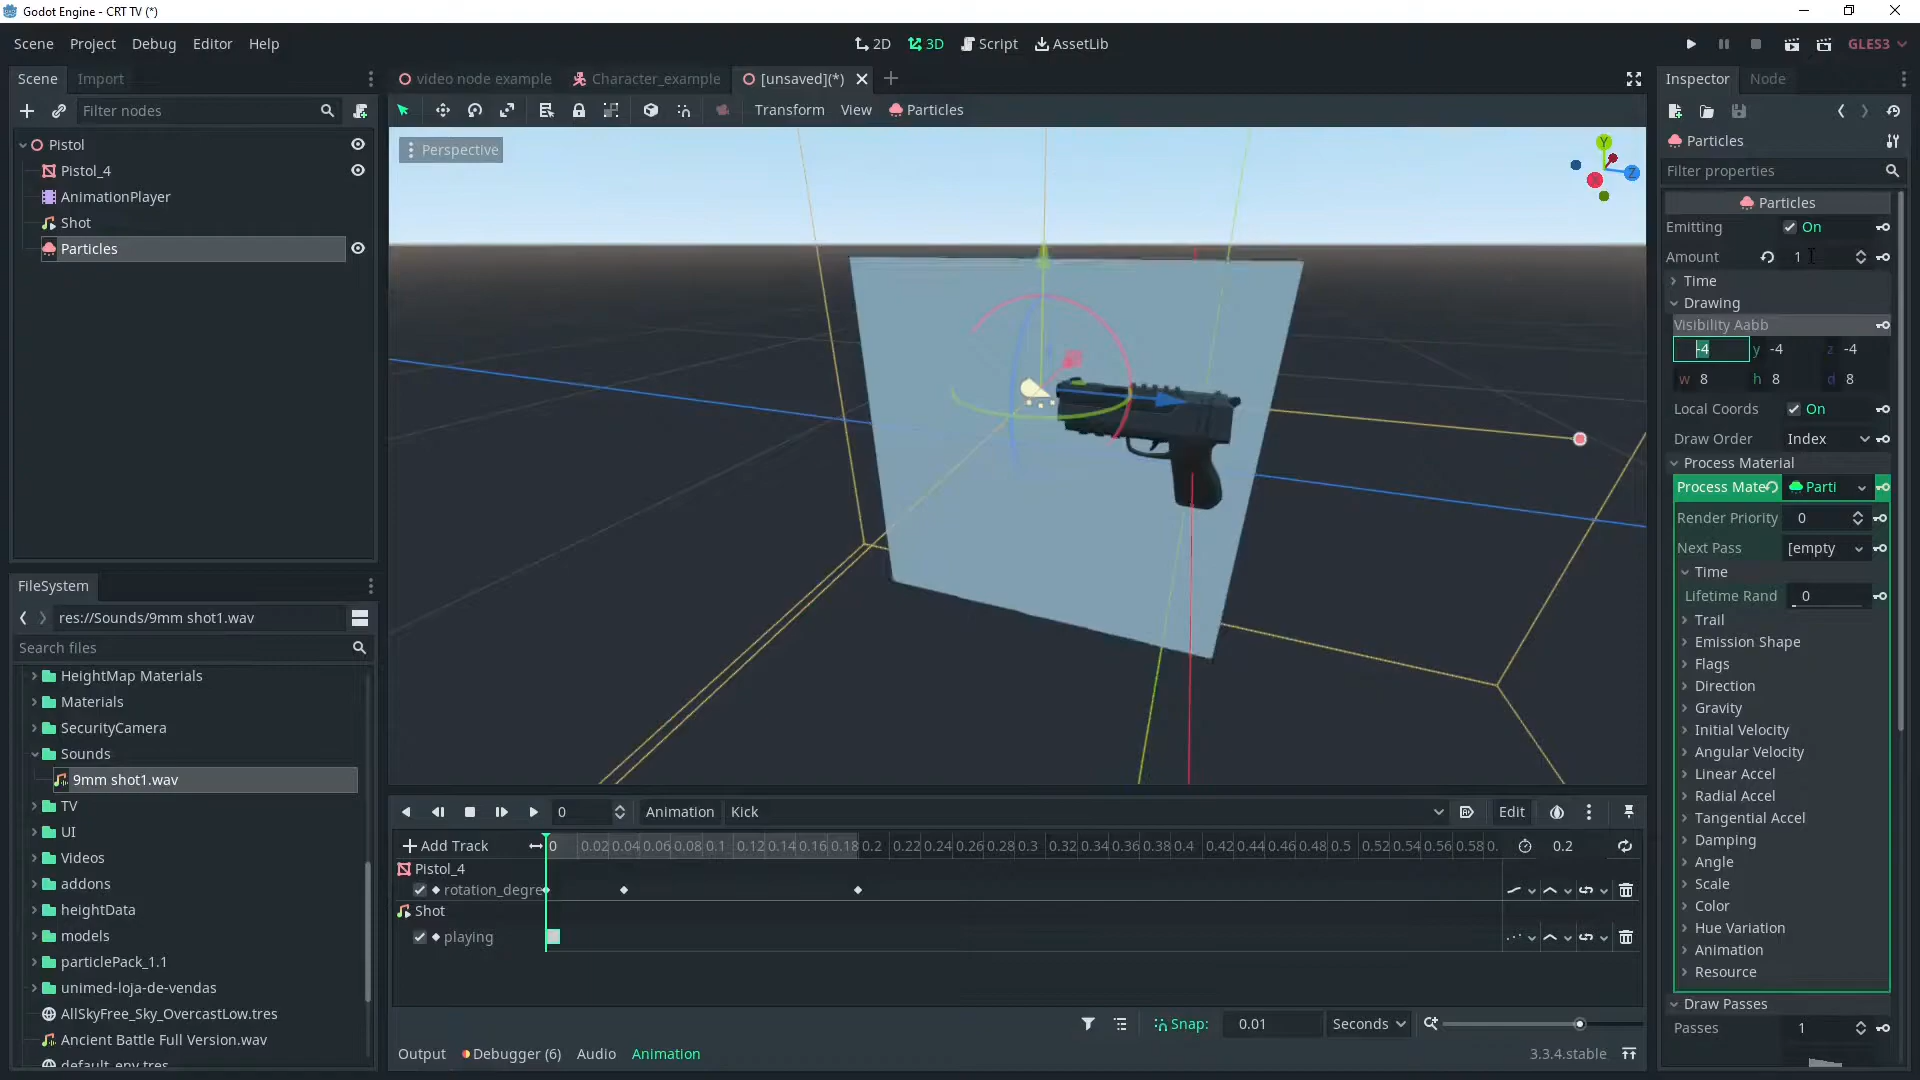 Godot Engine - CRT TV (*)
Scene Project Debug Editor Help
2D 3D Script AssetLib
GLES3
Scene Import
Filter nodes
Pistol
Pistol_4
AnimationPlayer
Shot
Particles
FileSystem
res://Sounds/9mm shot1.wav
Search files
HeightMap Materials
Materials
SecurityCamera
Sounds
9mm shot1.wav
TV
UI
Videos
addons
heightData
models
particlePack_1.1
unimed-loja-de-vendas
AllSkyFree_Sky_OvercastLow.tres
Ancient Battle Full Version.wav
default_env.tres
video node example Character_example [unsaved](*)
Transform View Particles
Perspective
Y
Z
0 Animation Kick Edit
Add Track 0 0.02 0.04 0.06 0.08 0.1 0.12 0.14 0.16 0.18 0.2 0.22 0.24 0.26 0.28 0.3 0.32 0.34 0.36 0.38 0.4 0.42 0.44 0.46 0.48 0.5 0.52 0.54 0.56 0.58 0. 0.2
Pistol_4
rotation_degre
Shot
playing
Snap: 0.01 Seconds
Output Debugger (6) Audio Animation 3.3.4.stable
Inspector Node
Particles
Filter properties
Particles
Emitting On
Amount 1
Time
Drawing
Visibility Aabb
-4 y -4 z -4
w 8 h 8 d 8
Local Coords On
Draw Order Index
Process Material
Process Mate Parti
Render Priority 0
Next Pass [empty
Time
Lifetime Rand 0
Trail
Emission Shape
Flags
Direction
Gravity
Initial Velocity
Angular Velocity
Linear Accel
Radial Accel
Tangential Accel
Damping
Angle
Scale
Color
Hue Variation
Animation
Resource
Draw Passes
Passes 1